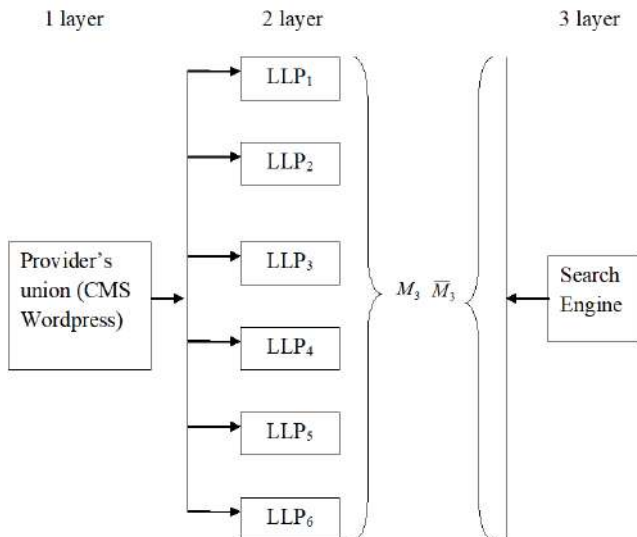 1 layer 2 layer 3 layer
LLP₁
LLP₂
LLP₃
Provider's
union (CMS
Wordpress)
M₃ M̅₃
Search
Engine
LLP₄
LLP₅
LLP₆